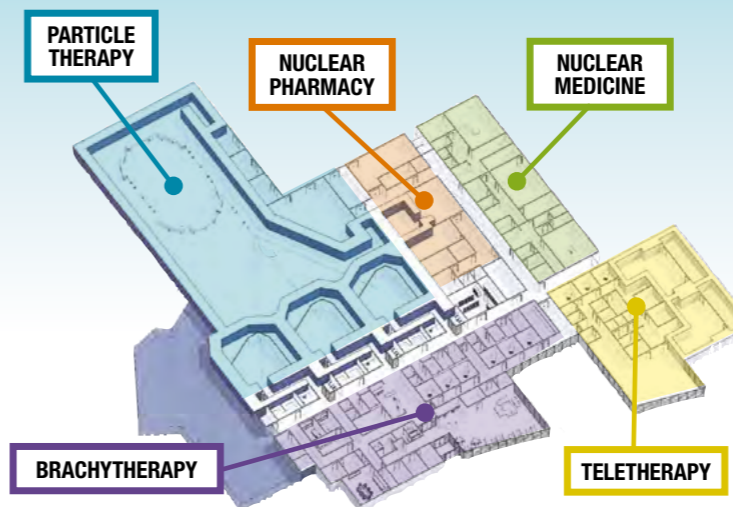 PARTICLE
THERAPY
NUCLEAR
PHARMACY
NUCLEAR
MEDICINE
BRACHYTHERAPY
TELETHERAPY